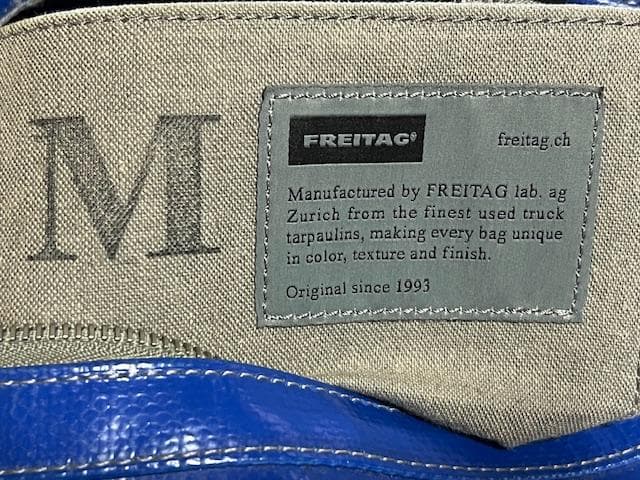 M
FREITAG®
freitag.ch
Manufactured by FREITAG lab. ag
Zurich from the finest used truck
tarpaulins, making every bag unique
in color, texture and finish.
Original since 1993